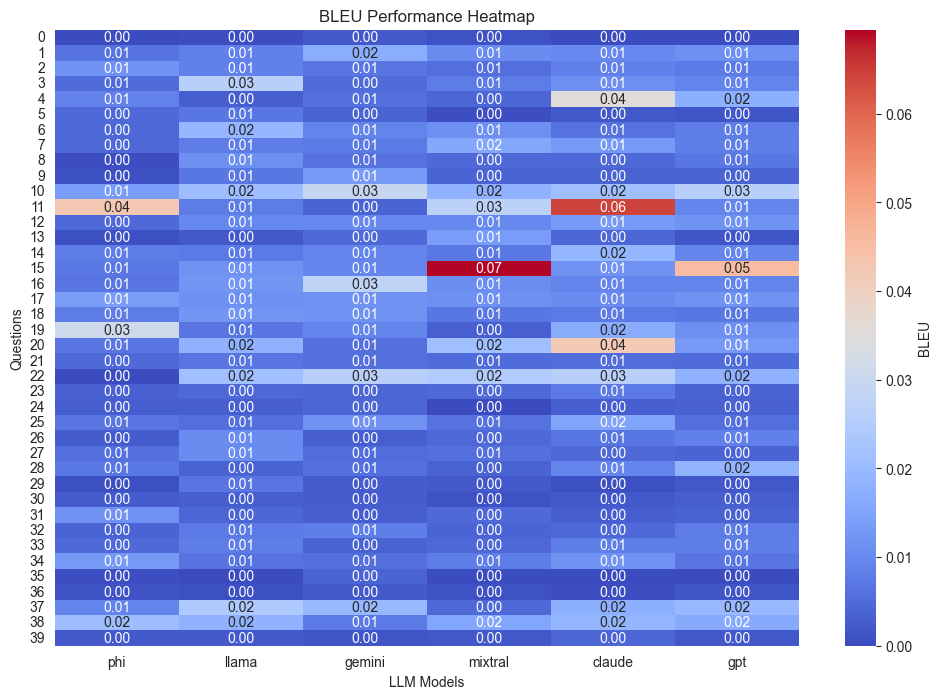 BLEU Performance Heatmap
0 0.00 0.00 0.00 0.00 0.00 0.00
1 0.01 0.01 0.02 0.01 0.01 0.01
2 0.01 0.01 0.01 0.01 0.01 0.01
3 0.01 0.03 0.00 0.01 0.01 0.01
4 0.01 0.00 0.01 0.00 0.04 0.02
5 0.00 0.01 0.01 0.00 0.00 0.00
6 0.00 0.02 0.01 0.01 0.01 0.01
7 0.00 0.01 0.01 0.02 0.01 0.01
8 0.00 0.01 0.01 0.00 0.00 0.01
9 0.00 0.01 0.01 0.00 0.00 0.00
10 0.01 0.02 0.03 0.02 0.02 0.03
11 0.04 0.01 0.00 0.03 0.06 0.01
12 0.00 0.01 0.01 0.01 0.01 0.01
13 0.00 0.00 0.00 0.01 0.00 0.00
14 0.01 0.01 0.01 0.01 0.02 0.01
15 0.01 0.01 0.01 0.07 0.01 0.05
16 0.01 0.01 0.03 0.01 0.01 0.01
17 0.01 0.01 0.01 0.01 0.01 0.01
18 0.01 0.01 0.01 0.01 0.01 0.01
19 0.03 0.01 0.01 0.00 0.02 0.01
20 0.01 0.02 0.01 0.02 0.04 0.01
21 0.00 0.01 0.01 0.01 0.01 0.01
22 0.00 0.02 0.03 0.02 0.03 0.02
23 0.00 0.00 0.00 0.00 0.01 0.00
24 0.00 0.00 0.00 0.00 0.00 0.00
25 0.01 0.01 0.01 0.01 0.02 0.01
26 0.00 0.01 0.00 0.00 0.01 0.01
27 0.00 0.01 0.01 0.01 0.00 0.00
28 0.01 0.00 0.01 0.00 0.01 0.02
29 0.00 0.01 0.00 0.00 0.00 0.00
30 0.00 0.00 0.00 0.00 0.00 0.00
31 0.01 0.00 0.00 0.00 0.00 0.00
32 0.00 0.01 0.01 0.00 0.00 0.01
33 0.00 0.01 0.00 0.00 0.01 0.01
34 0.01 0.01 0.01 0.01 0.01 0.01
35 0.00 0.00 0.00 0.00 0.00 0.00
36 0.00 0.00 0.00 0.00 0.00 0.00
37 0.01 0.02 0.02 0.00 0.02 0.02
38 0.02 0.02 0.01 0.02 0.02 0.02
39 0.00 0.00 0.00 0.00 0.00 0.00
Questions
phi llama gemini mixtral claude gpt
LLM Models
0.06
0.05
0.04
0.03
0.02
0.01
0.00
BLEU